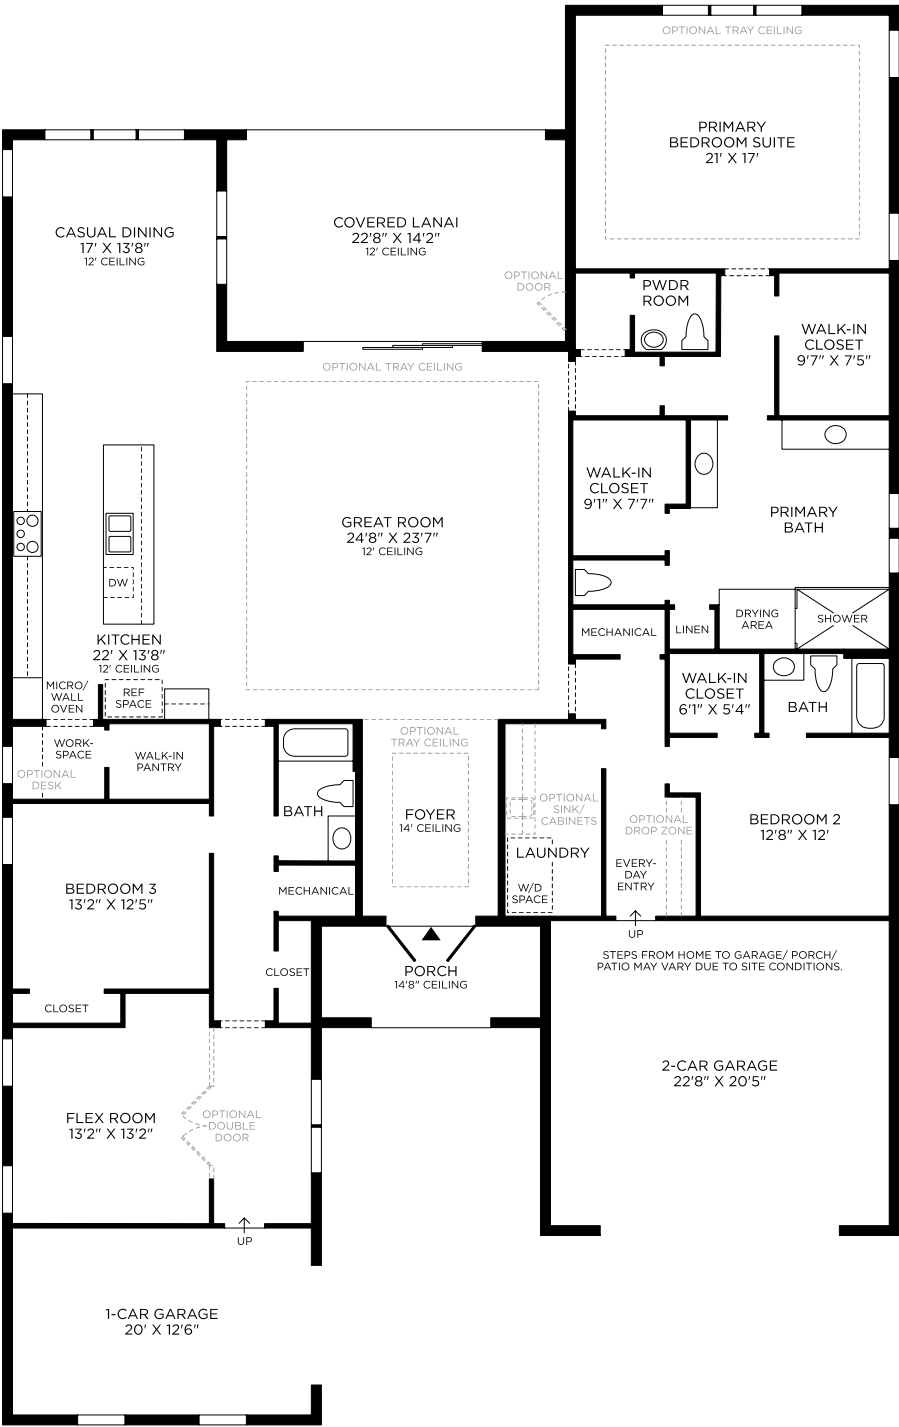 OPTIONAL TRAY CEILING
PRIMARY
BEDROOM SUITE
21' X 17'
CASUAL DINING
17' X 13'8"
12' CEILING
COVERED LANAI
22'8" X 14'2"
12' CEILING
OPTIONAL
DOOR
PWDR
ROOM
WALK-IN
CLOSET
9'7" X 7'5"
OPTIONAL TRAY CEILING
GREAT ROOM
24'8" X 23'7"
12' CEILING
WALK-IN
CLOSET
9'1" X 7'7"
PRIMARY
BATH
DW
KITCHEN
22' X 13'8"
12' CEILING
MICRO/
WALL
OVEN
REF
SPACE
MECHANICAL
LINEN
DRYING
AREA
SHOWER
WALK-IN
CLOSET
6'1" X 5'4"
BATH
WORK-
SPACE
OPTIONAL
DESK
WALK-IN
PANTRY
BATH
OPTIONAL
TRAY CEILING
FOYER
14' CEILING
OPTIONAL
SINK/
CABINETS
LAUNDRY
W/D
SPACE
OPTIONAL
DROP ZONE
EVERY-
DAY
ENTRY
UP
BEDROOM 2
12'8" X 12'
BEDROOM 3
13'2" X 12'5"
MECHANICAL
CLOSET
CLOSET
PORCH
14'8" CEILING
STEPS FROM HOME TO GARAGE/ PORCH/
PATIO MAY VARY DUE TO SITE CONDITIONS.
2-CAR GARAGE
22'8" X 20'5"
FLEX ROOM
13'2" X 13'2"
OPTIONAL
DOUBLE
DOOR
UP
1-CAR GARAGE
20' X 12'6"